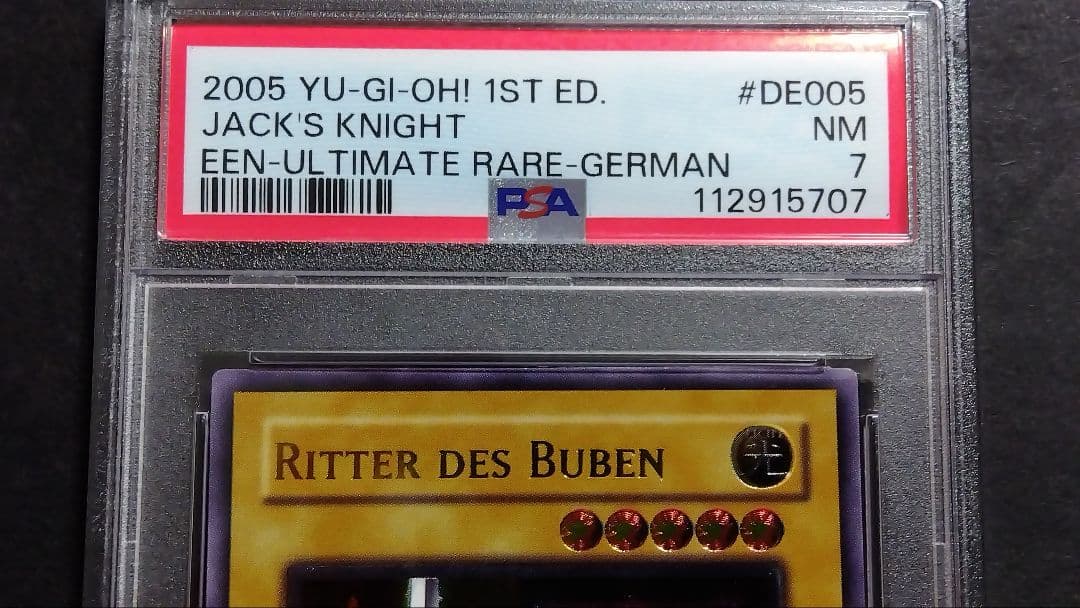 2005 YU-GI-OH! 1ST ED. #DE005
JACK'S KNIGHT NM
EEN-ULTIMATE RARE-GERMAN 7
PSA 112915707
RITTER DES BUBEN 光